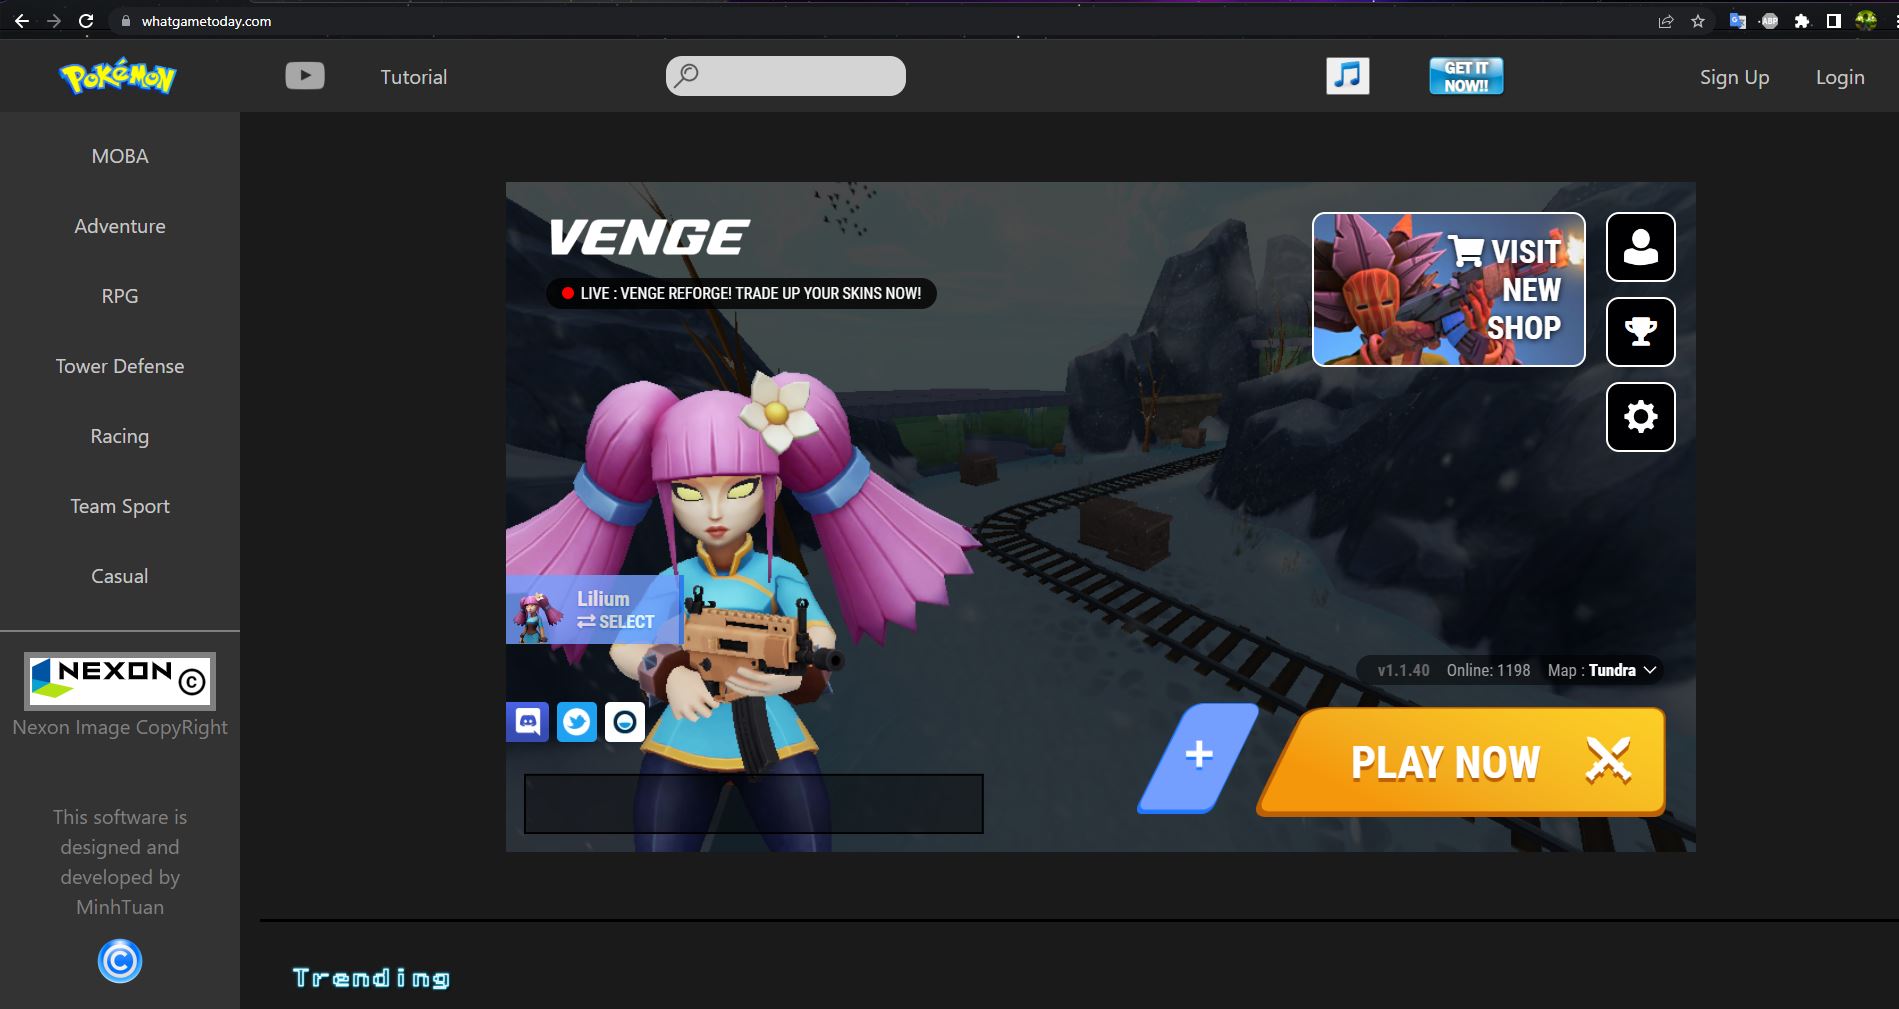 whatgametoday.com
ABP
Pokémon
Tutorial
GET IT
NOW!!
Sign Up
Login
MOBA
Adventure
RPG
Tower Defense
Racing
Team Sport
Casual
NEXON ©
Nexon Image CopyRight
This software is
designed and
developed by
MinhTuan
©
VENGE
LIVE : VENGE REFORGE! TRADE UP YOUR SKINS NOW!
VISIT
NEW
SHOP
Lilium
SELECT
v1.1.40 Online: 1198 Map : Tundra
+
PLAY NOW
Trending